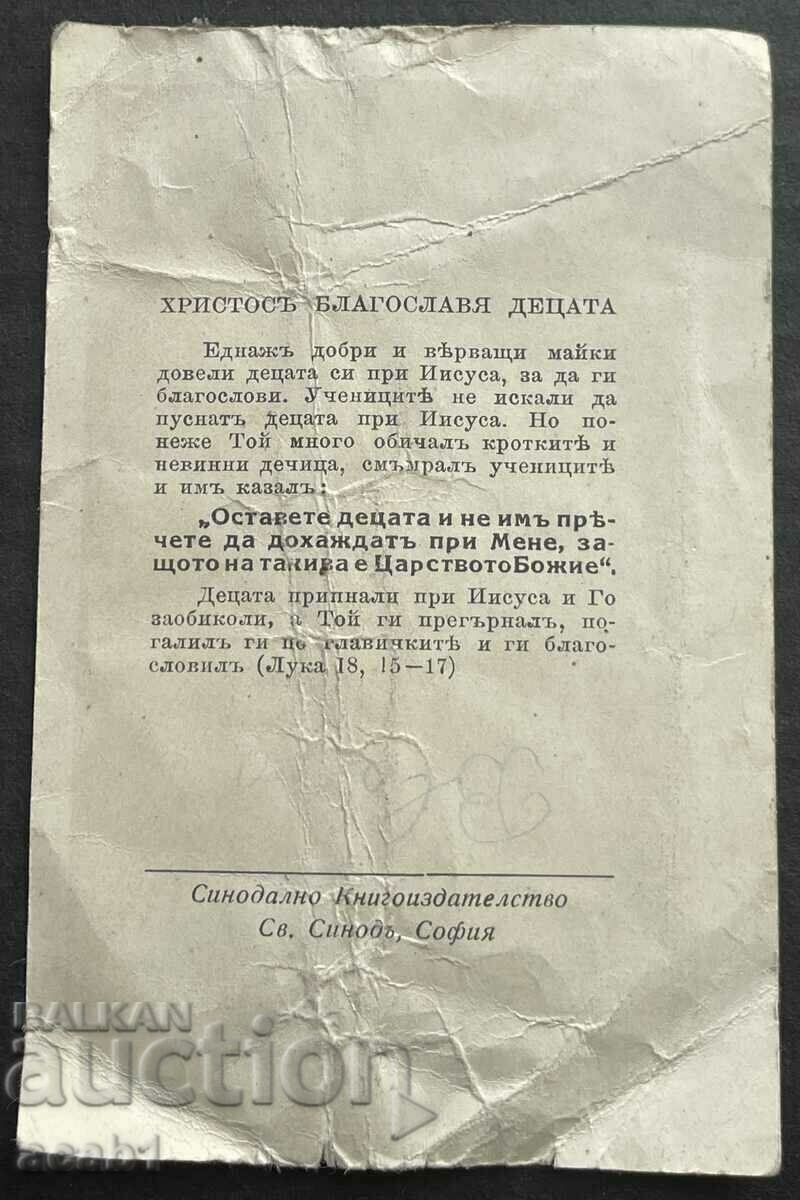 ХРИСТОСЪ БЛАГОСЛАВЯ ДЕЦАТА
Еднажъ добри и вѣрващи майки
довели децата си при Иисуса, за да ги
благослови. Ученицитѣ не искали да
пуснатъ децата при Иисуса. Но по-
неже Той много обичалъ кроткитѣ и
невинни дечица, смъмралъ ученицитѣ
и имъ казалъ:
„Оставете децата и не имъ прѣ-
чете да дохаждатъ при Мене, за-
щото на такива е ЦарствотоБожие“.
Децата припнали при Иисуса и Го
заобиколи, а Той ги прегърналъ, по-
галилъ ги по главичкитѣ и ги благо-
словилъ (Лука 18, 15—17)
Синодално Книгоиздателство
Св. Синодъ, София
BALKAN
auction
acab1